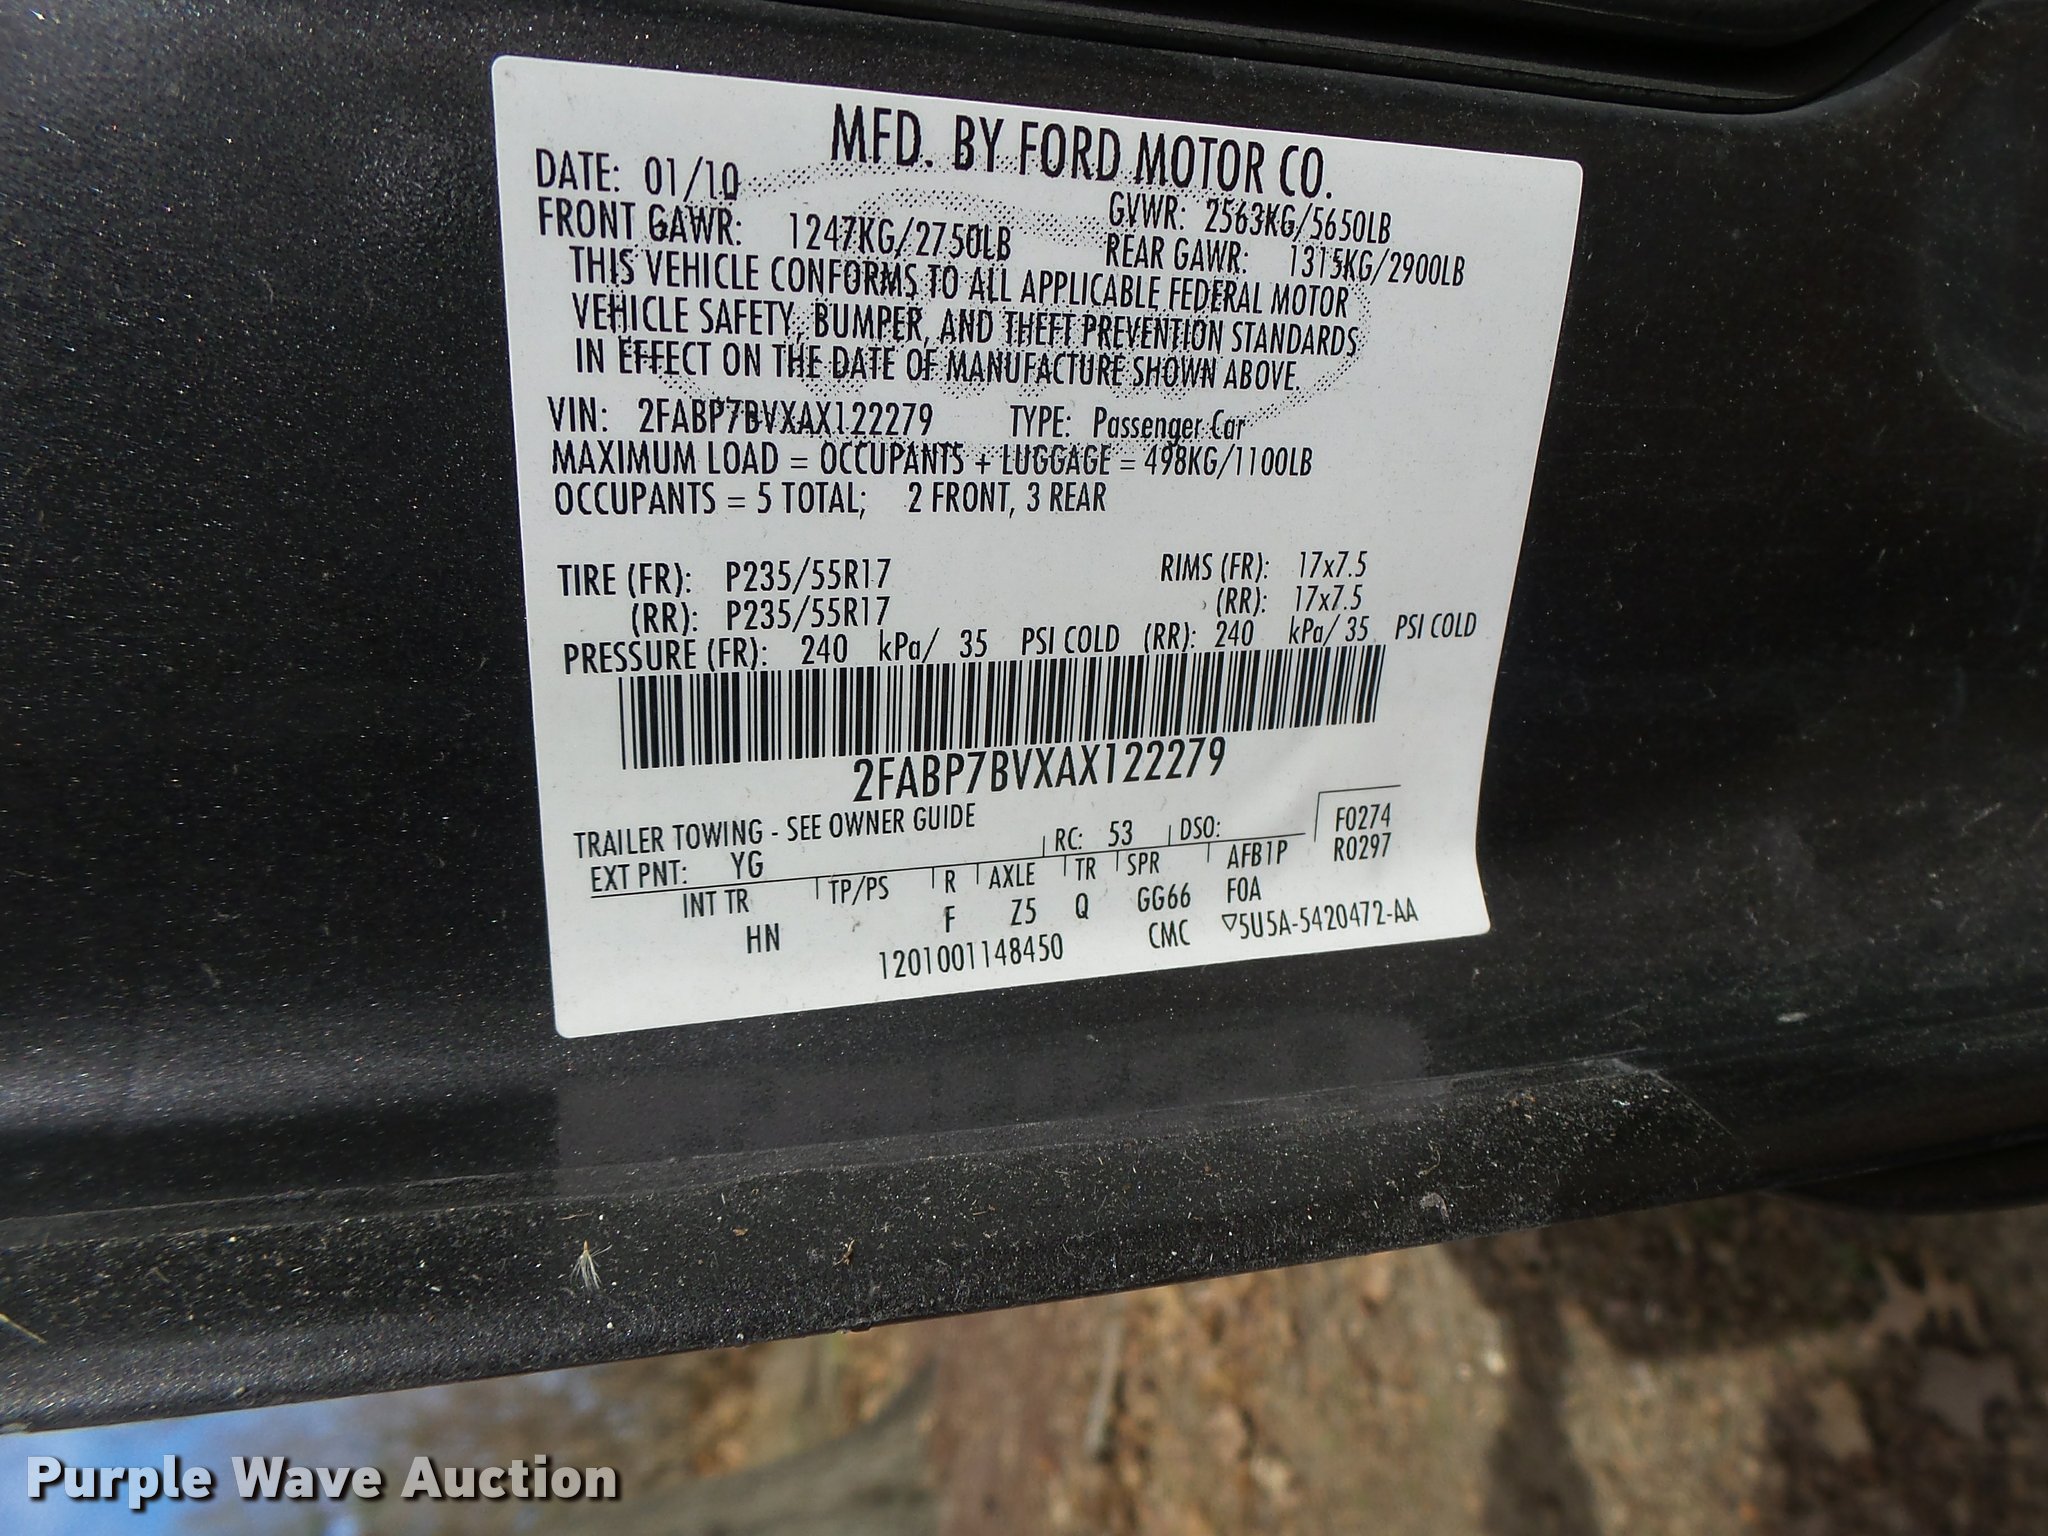 MFD. BY FORD MOTOR CO.
DATE: 01/10 GVWR: 2563KG/5650LB
FRONT GAWR: 1247KG/2750LB REAR GAWR: 1315KG/2900LB
THIS VEHICLE CONFORMS TO ALL APPLICABLE FEDERAL MOTOR
VEHICLE SAFETY, BUMPER, AND THEFT PREVENTION STANDARDS
IN EFFECT ON THE DATE OF MANUFACTURE SHOWN ABOVE.
VIN: 2FABP7BVXAX122279 TYPE: Passenger Car
MAXIMUM LOAD = OCCUPANTS + LUGGAGE = 498KG/1100LB
OCCUPANTS = 5 TOTAL; 2 FRONT, 3 REAR
TIRE (FR): P235/55R17 RIMS (FR): 17x7.5
(RR): P235/55R17 (RR): 17x7.5
PRESSURE (FR): 240 kPa/ 35 PSI COLD (RR): 240 kPa/ 35 PSI COLD
2FABP7BVXAX122279
TRAILER TOWING - SEE OWNER GUIDE
EXT PNT: YG RC: 53 DSO: F0274
INT TR TP/PS R AXLE TR SPR AFB1P R0297
HN F Z5 Q GG66 FOA
1201001148450 CMC ▽5U5A-5420472-AA
Purple Wave Auction